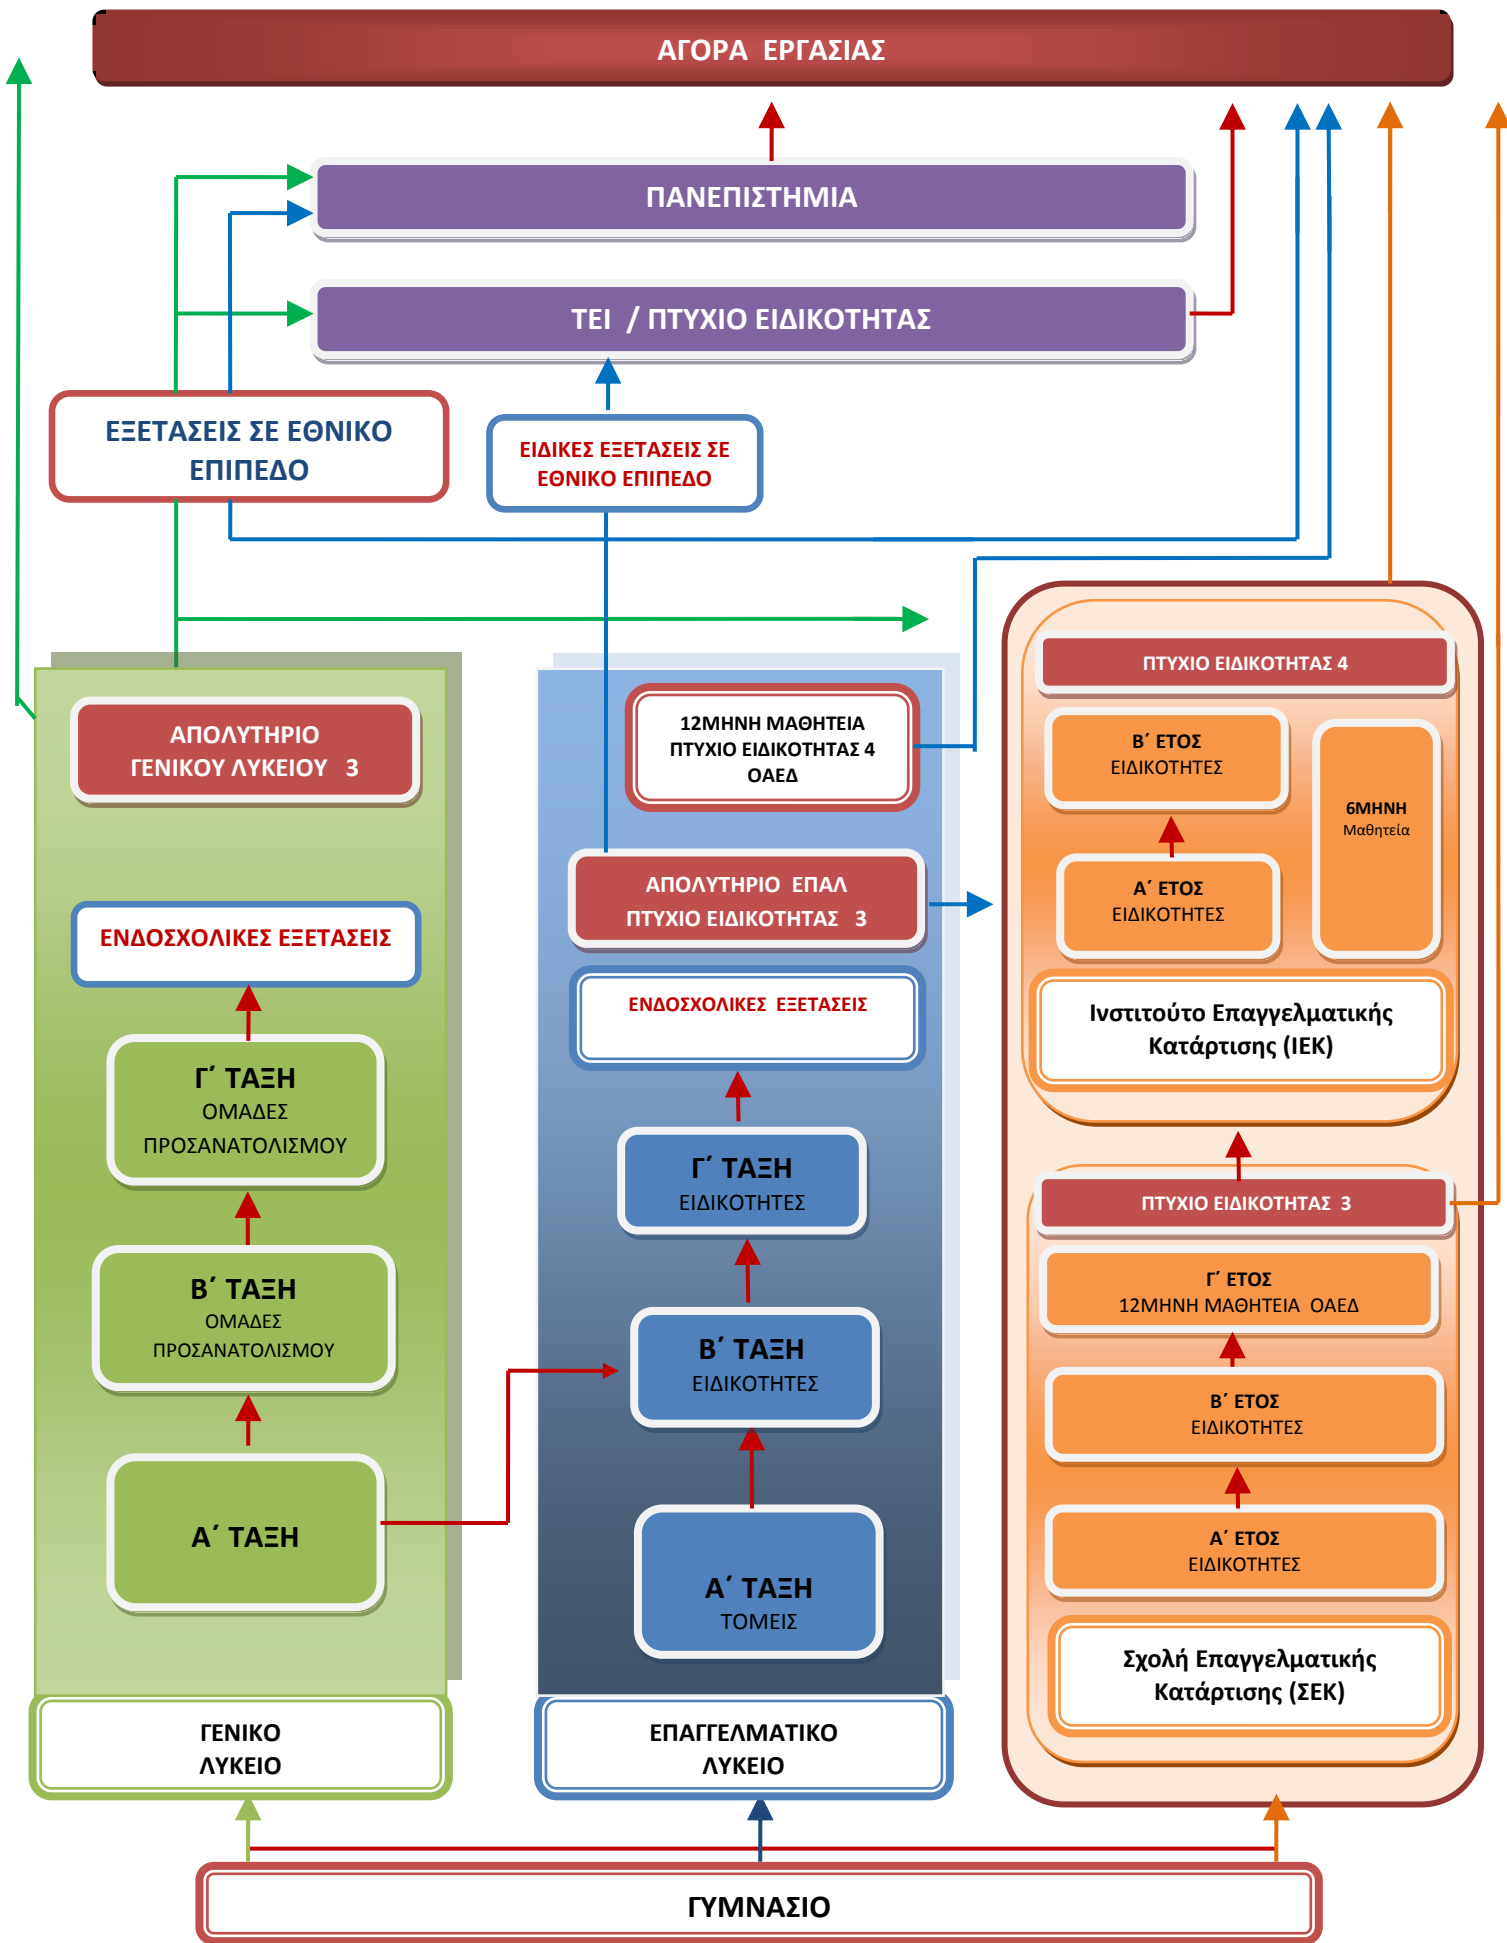 ΑΓΟΡΑ ΕΡΓΑΣΙΑΣ
ΠΑΝΕΠΙΣΤΗΜΙΑ
ΤΕΙ / ΠΤΥΧΙΟ ΕΙΔΙΚΟΤΗΤΑΣ
ΕΞΕΤΑΣΕΙΣ ΣΕ ΕΘΝΙΚΟ
ΕΠΙΠΕΔΟ
ΕΙΔΙΚΕΣ ΕΞΕΤΑΣΕΙΣ ΣΕ
ΕΘΝΙΚΟ ΕΠΙΠΕΔΟ
ΑΠΟΛΥΤΗΡΙΟ
ΓΕΝΙΚΟΥ ΛΥΚΕΙΟΥ 3
ΕΝΔΟΣΧΟΛΙΚΕΣ ΕΞΕΤΑΣΕΙΣ
Γ΄ ΤΑΞΗ
ΟΜΑΔΕΣ
ΠΡΟΣΑΝΑΤΟΛΙΣΜΟΥ
Β΄ ΤΑΞΗ
ΟΜΑΔΕΣ
ΠΡΟΣΑΝΑΤΟΛΙΣΜΟΥ
Α΄ ΤΑΞΗ
ΓΕΝΙΚΟ
ΛΥΚΕΙΟ
12ΜΗΝΗ ΜΑΘΗΤΕΙΑ
ΠΤΥΧΙΟ ΕΙΔΙΚΟΤΗΤΑΣ 4
ΟΑΕΔ
ΑΠΟΛΥΤΗΡΙΟ ΕΠΑΛ
ΠΤΥΧΙΟ ΕΙΔΙΚΟΤΗΤΑΣ 3
ΕΝΔΟΣΧΟΛΙΚΕΣ ΕΞΕΤΑΣΕΙΣ
Γ΄ ΤΑΞΗ
ΕΙΔΙΚΟΤΗΤΕΣ
Β΄ ΤΑΞΗ
ΕΙΔΙΚΟΤΗΤΕΣ
Α΄ ΤΑΞΗ
ΤΟΜΕΙΣ
ΕΠΑΓΓΕΛΜΑΤΙΚΟ
ΛΥΚΕΙΟ
ΠΤΥΧΙΟ ΕΙΔΙΚΟΤΗΤΑΣ 4
Β΄ ΕΤΟΣ
ΕΙΔΙΚΟΤΗΤΕΣ
6ΜΗΝΗ
Μαθητεία
Α΄ ΕΤΟΣ
ΕΙΔΙΚΟΤΗΤΕΣ
Ινστιτούτο Επαγγελματικής
Κατάρτισης (ΙΕΚ)
ΠΤΥΧΙΟ ΕΙΔΙΚΟΤΗΤΑΣ 3
Γ΄ ΕΤΟΣ
12ΜΗΝΗ ΜΑΘΗΤΕΙΑ ΟΑΕΔ
Β΄ ΕΤΟΣ
ΕΙΔΙΚΟΤΗΤΕΣ
Α΄ ΕΤΟΣ
ΕΙΔΙΚΟΤΗΤΕΣ
Σχολή Επαγγελματικής
Κατάρτισης (ΣΕΚ)
ΓΥΜΝΑΣΙΟ